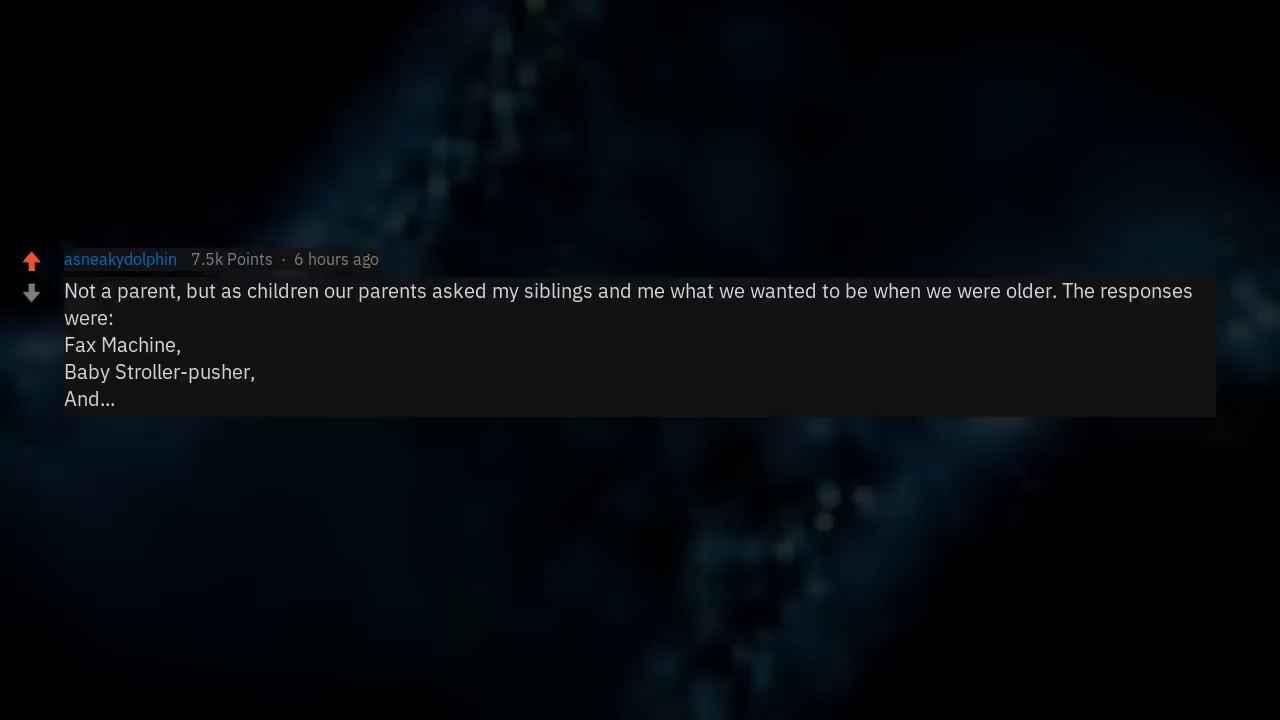 asneakydolphin 7.5k Points · 6 hours ago
Not a parent, but as children our parents asked my siblings and me what we wanted to be when we were older. The responses
were:
Fax Machine,
Baby Stroller-pusher,
And...